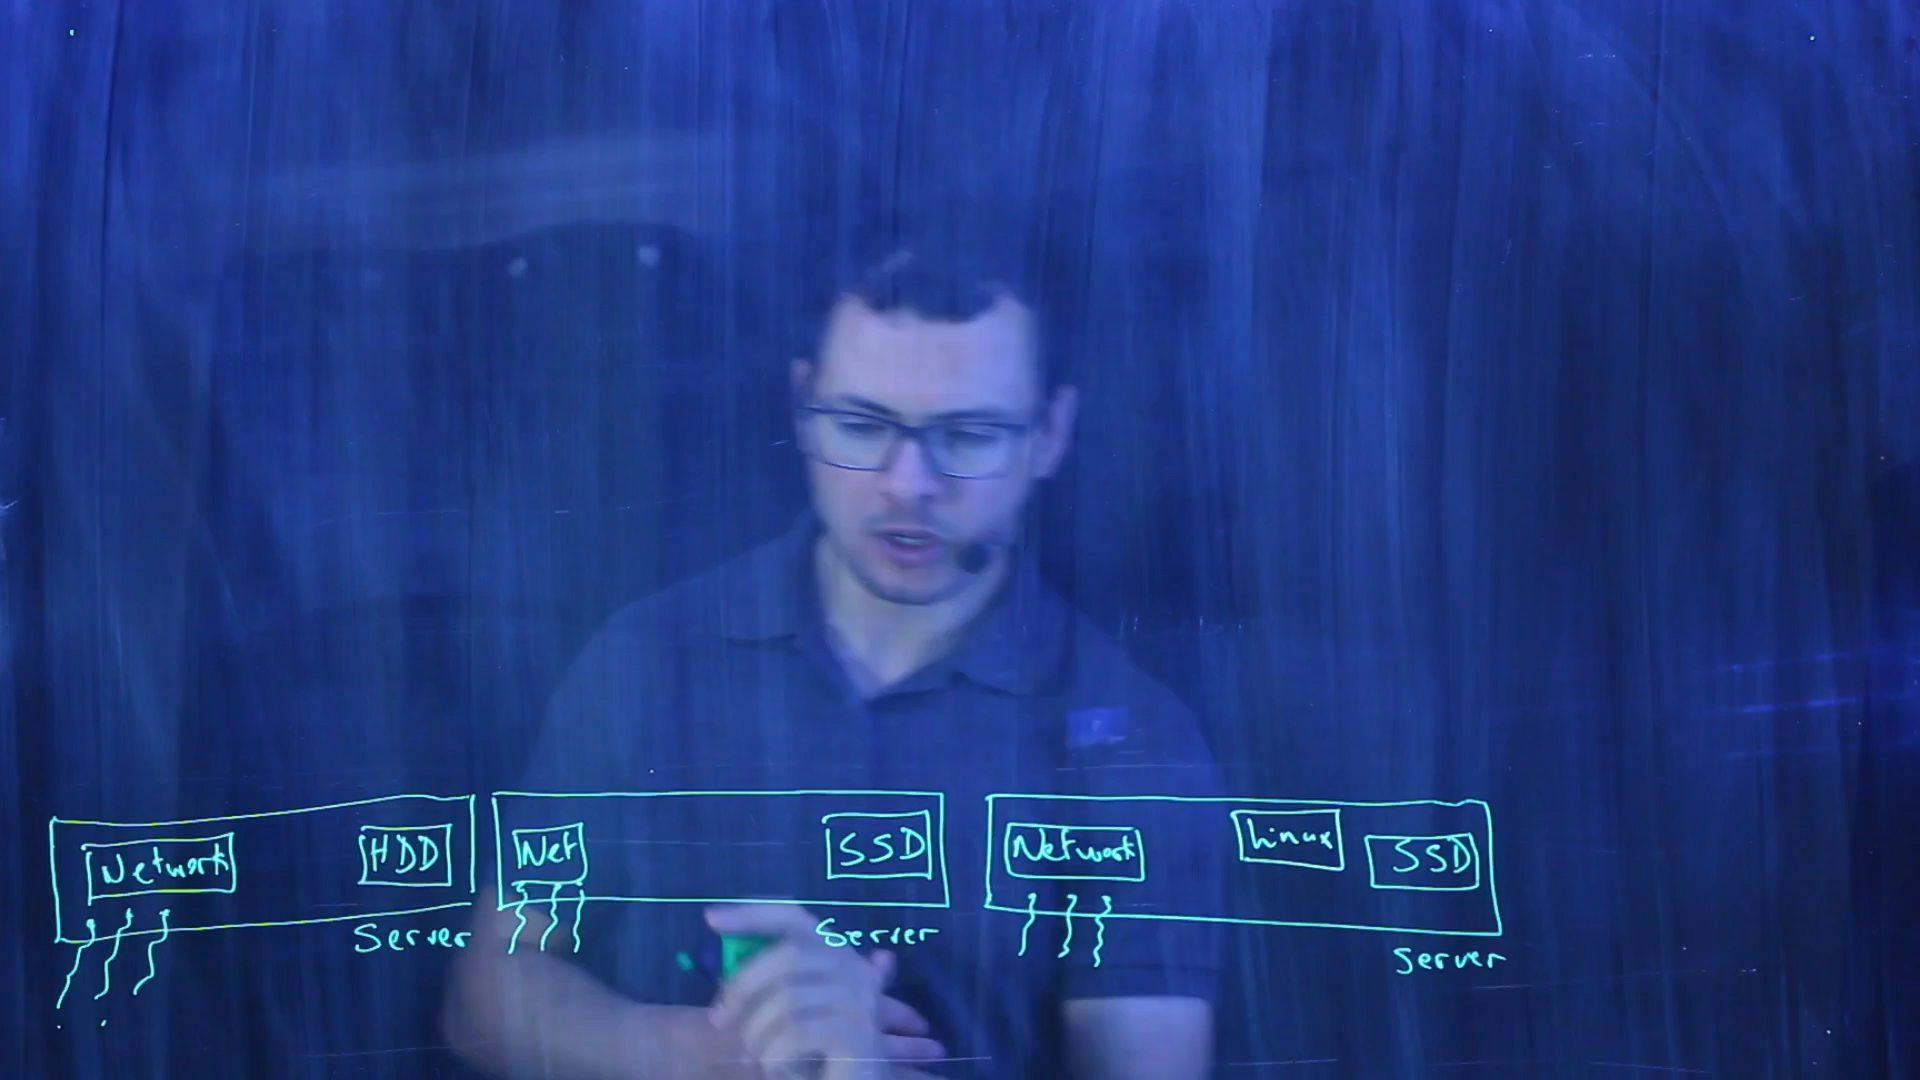 Network HDD
Server
Net SSD
Server
Network Linux SSD
Server